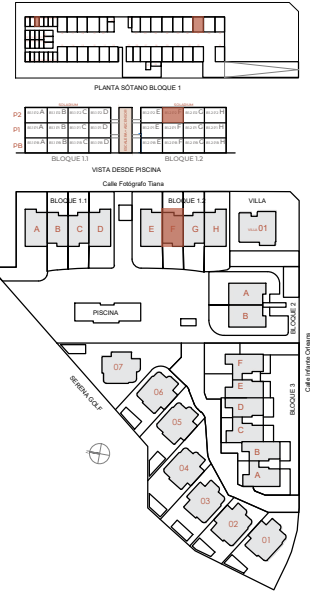 PLANTA SÓTANO BLOQUE 1
SOLARIUM SOLARIUM
P2 A B C D E F G H
P1 A B C D E F G H
PB A B C D E F G H
BLOQUE 1.1 BLOQUE 1.2
VISTA DESDE PISCINA
Calle Fotógrafo Tiana
BLOQUE 1.1 BLOQUE 1.2 VILLA
A B C D E F G H 01
A
B
BLOQUE 2
PISCINA
Calle Infante Orleans
07
F
E
D
C
B
A
BLOQUE 3
SERENA GOLF
06
05
04
03
02
01